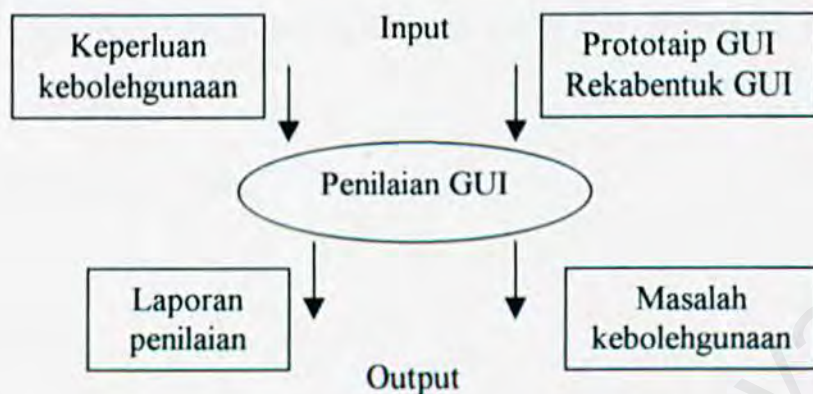 Keperluan
kebolehgunaan
Input
Prototaip GUI
Rekabentuk GUI
Penilaian GUI
Laporan
penilaian
Masalah
kebolehgunaan
Output